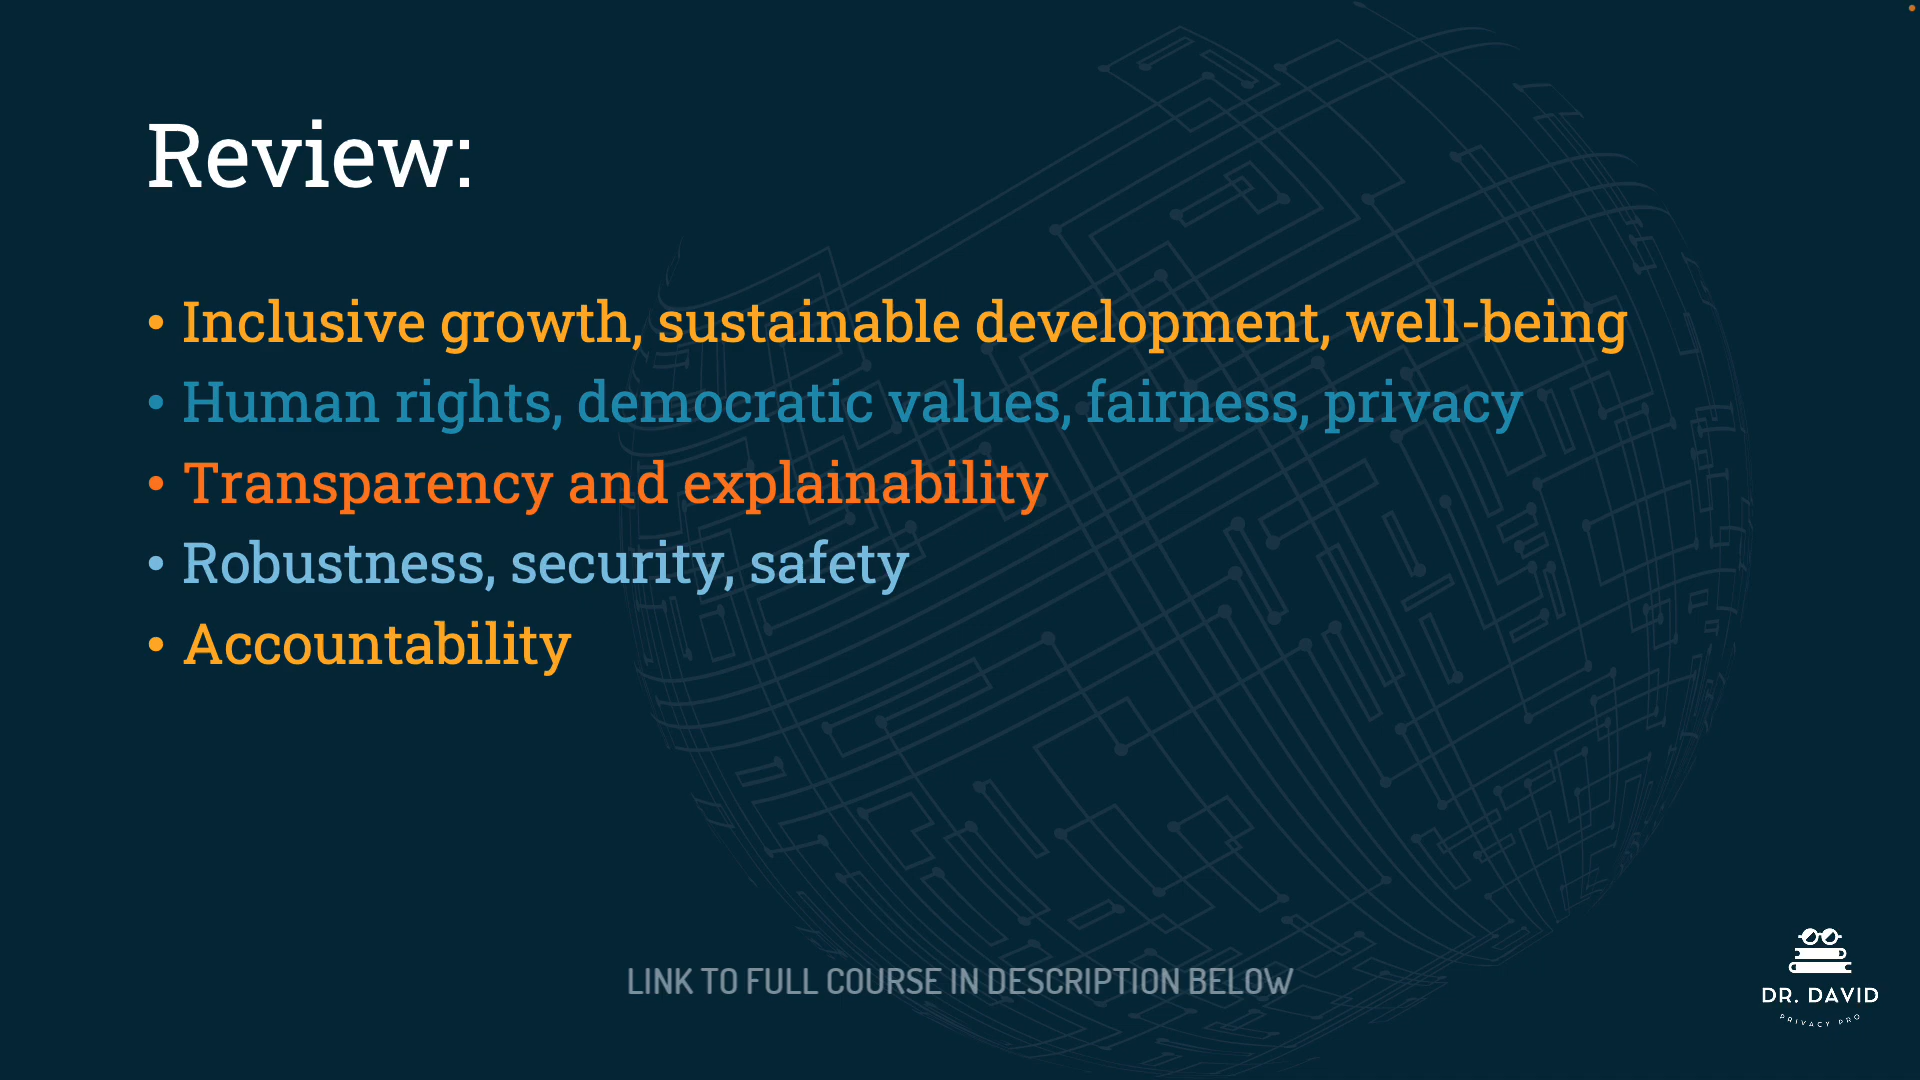 Review:
• Inclusive growth, sustainable development, well-being
• Human rights, democratic values, fairness, privacy
• Transparency and explainability
• Robustness, security, safety
• Accountability
LINK TO FULL COURSE IN DESCRIPTION BELOW
DR. DAVID
PRIVACY PRO